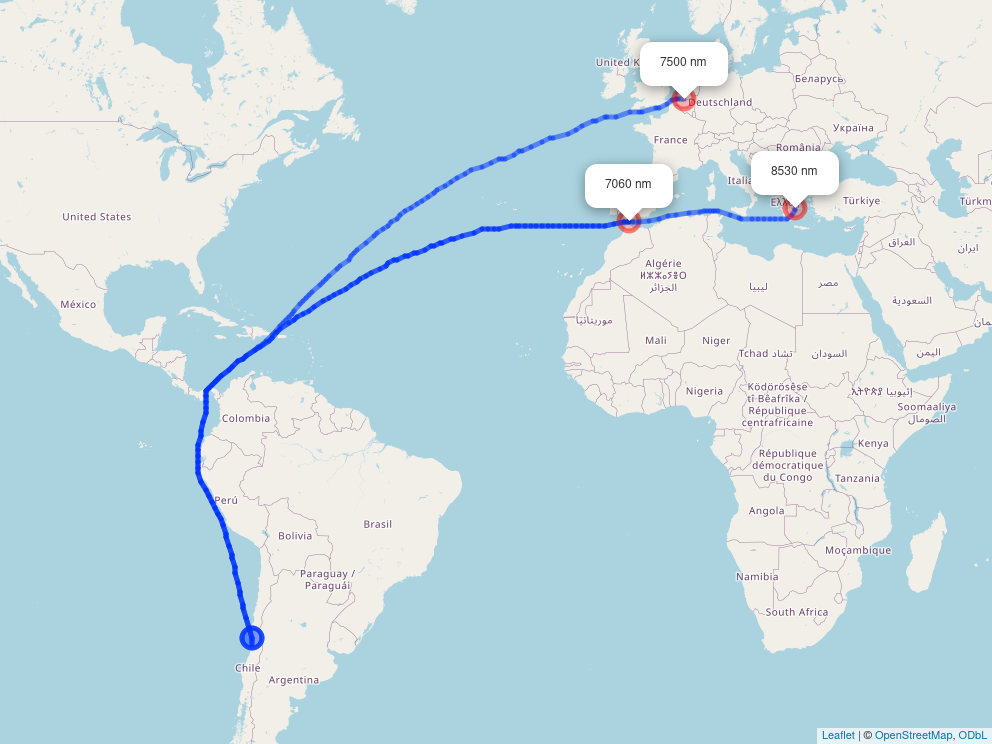 7500 nm
United K
Беларусь
Deutschland
Україна
France
România
7060 nm
8530 nm
Itali
Ελλ
Türkiye
Türkm
United States
العراق
ایران
Algérie
ⵍⵣⵣⴰⵢⴻⵔ
الجزائر
ليبيا
مصر
السعودية
México
موريتانيا
عمان
Mali
Niger
Tchad تشاد
السودان
اليمن
Nigeria
Ködörösêse
tî Bêafrîka /
République
centrafricaine
ኢትዮጵያ إثيوبيا
Soomaaliya
الصومال
Colombia
Kenya
République
démocratique
du Congo
Tanzania
Perú
Angola
Brasil
Bolivia
Moçambique
Paraguay /
Paraguái
Namibia
South Africa
Chile
Argentina
Leaflet | © OpenStreetMap, ODbL